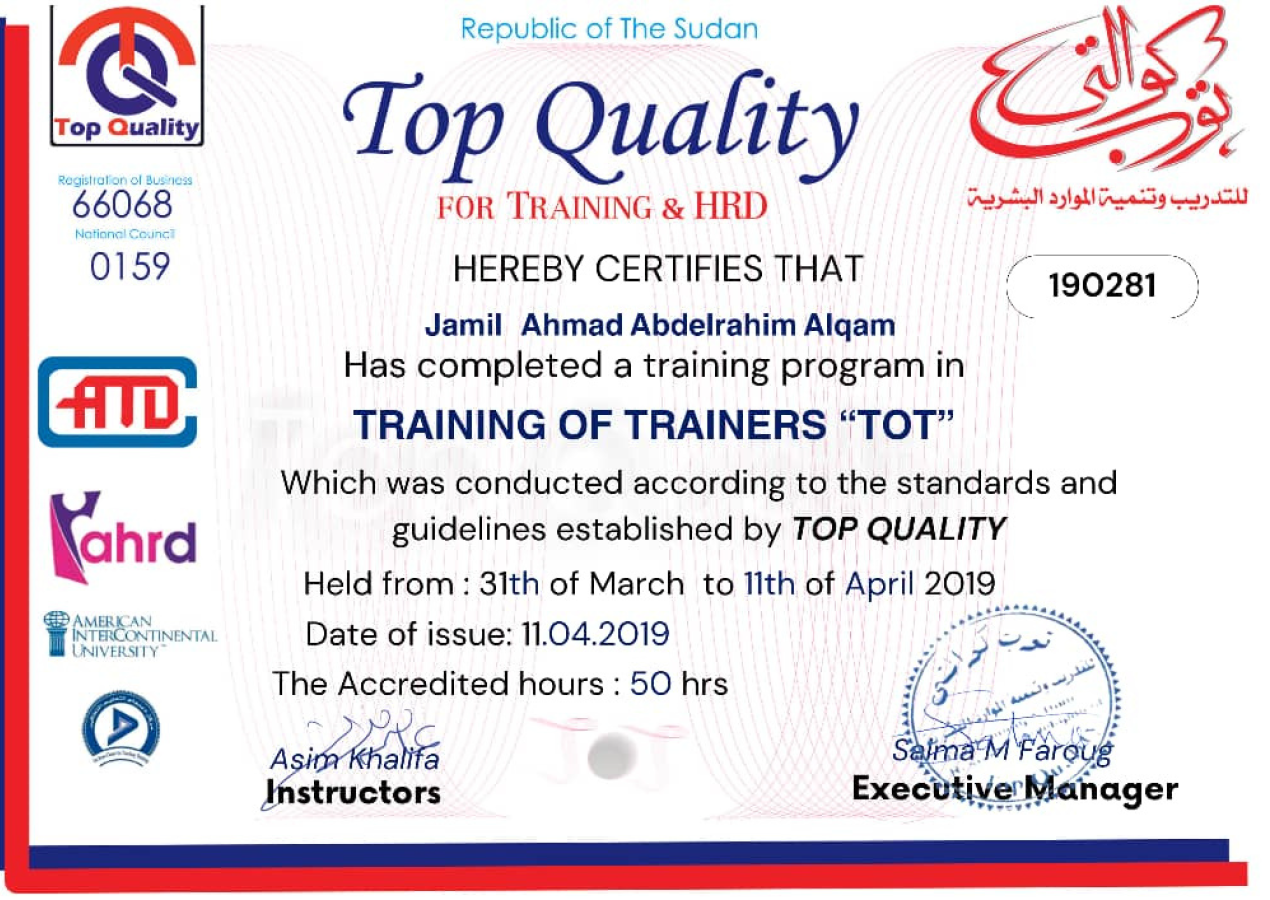 Republic of The Sudan
Top Quality
Top Quality
FOR TRAINING & HRD
توب كوالتي
للتدريب وتنمية الموارد البشرية
Registration of Business
66068
National Council
0159
HEREBY CERTIFIES THAT
190281
Jamil Ahmad Abdelrahim Alqam
Has completed a training program in
ATD
TRAINING OF TRAINERS “TOT”
Which was conducted according to the standards and
guidelines established by TOP QUALITY
ahrd
Held from : 31th of March to 11th of April 2019
AMERICAN
INTERCONTINENTAL
UNIVERSITY
Date of issue: 11.04.2019
The Accredited hours : 50 hrs
Asim Khalifa
Instructors
Salma M Faroug
Executive Manager